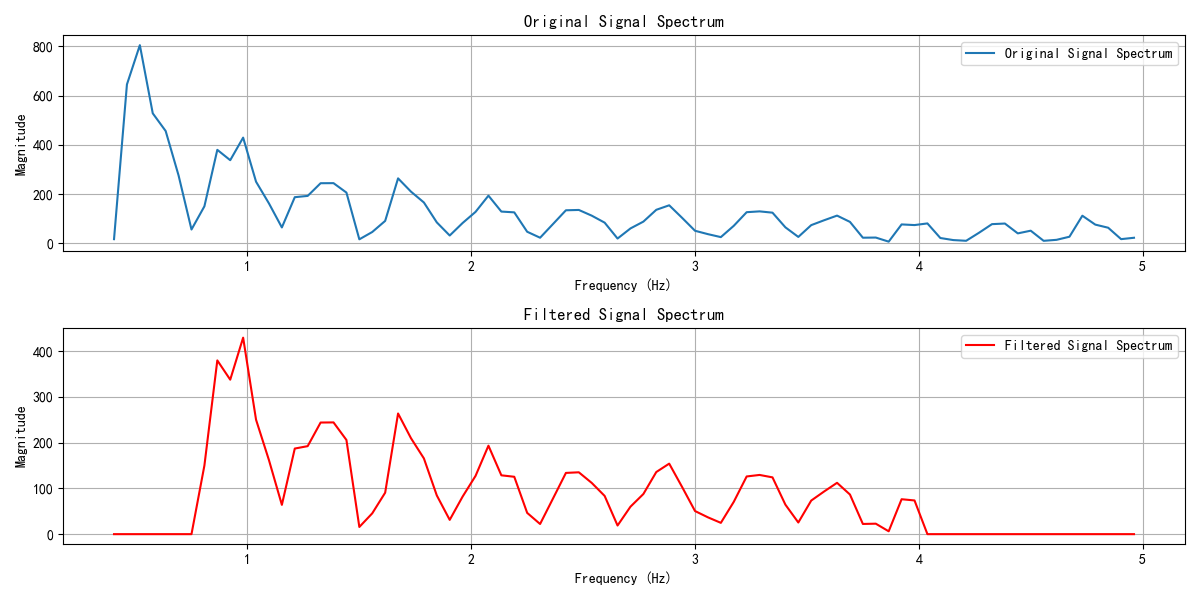 Original Signal Spectrum
Original Signal Spectrum
800
600
400
200
0
Magnitude
1 2 3 4 5
Frequency (Hz)
Filtered Signal Spectrum
Filtered Signal Spectrum
400
300
200
100
0
Magnitude
1 2 3 4 5
Frequency (Hz)